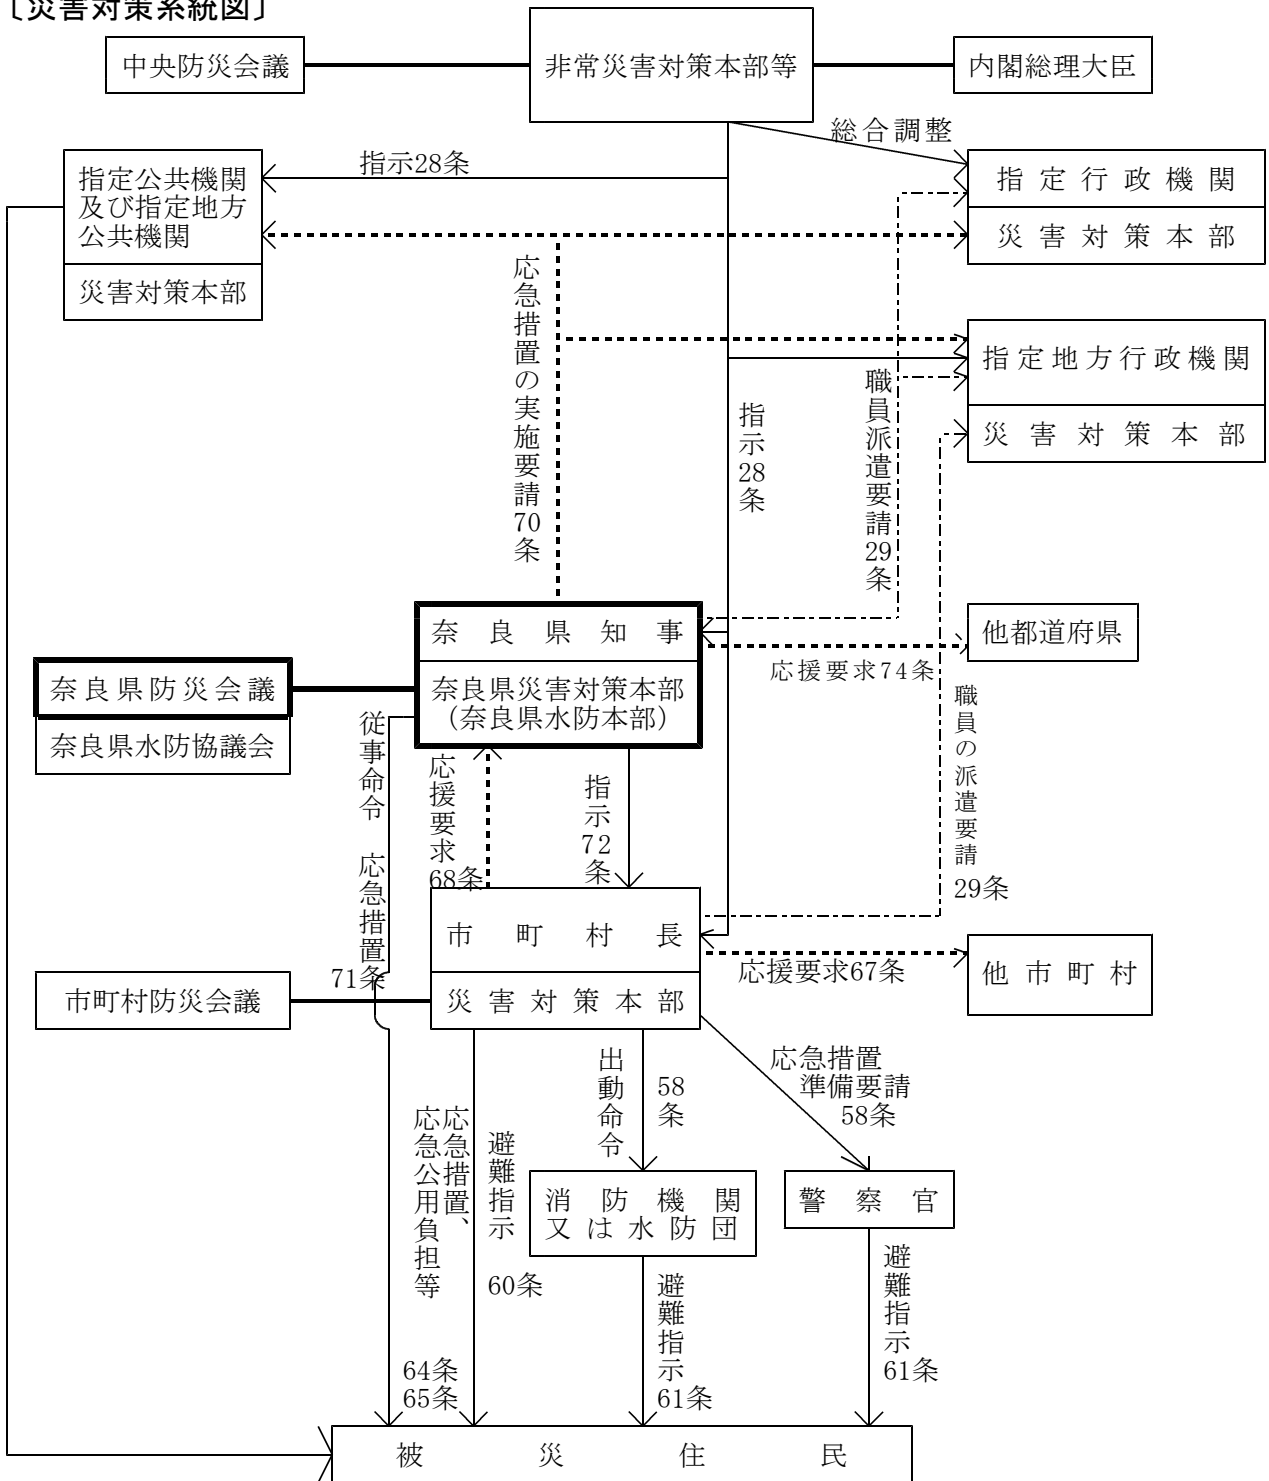 〔災害対策系統図〕
中央防災会議
非常災害対策本部等
内閣総理大臣
総合調整
指示28条
指定公共機関
及び指定地方
公共機関
災害対策本部
指定行政機関
災害対策本部
指定地方行政機関
災害対策本部
応急措置の実施要請70条
指示28条
職員派遣要請29条
奈良県知事
奈良県災害対策本部
（奈良県水防本部）
他都道府県
応援要求74条
奈良県防災会議
奈良県水防協議会
従事命令　応急措置
71条
応援要求
68条
指示72条
職員の派遣要請
29条
市町村長
災害対策本部
応援要求67条
他市町村
市町村防災会議
応急措置、
応急公用負担等
64条
65条
避難指示
60条
出動命令
58条
応急措置
準備要請
58条
消防機関
又は水防団
警察官
避難指示
61条
避難指示
61条
被災住民